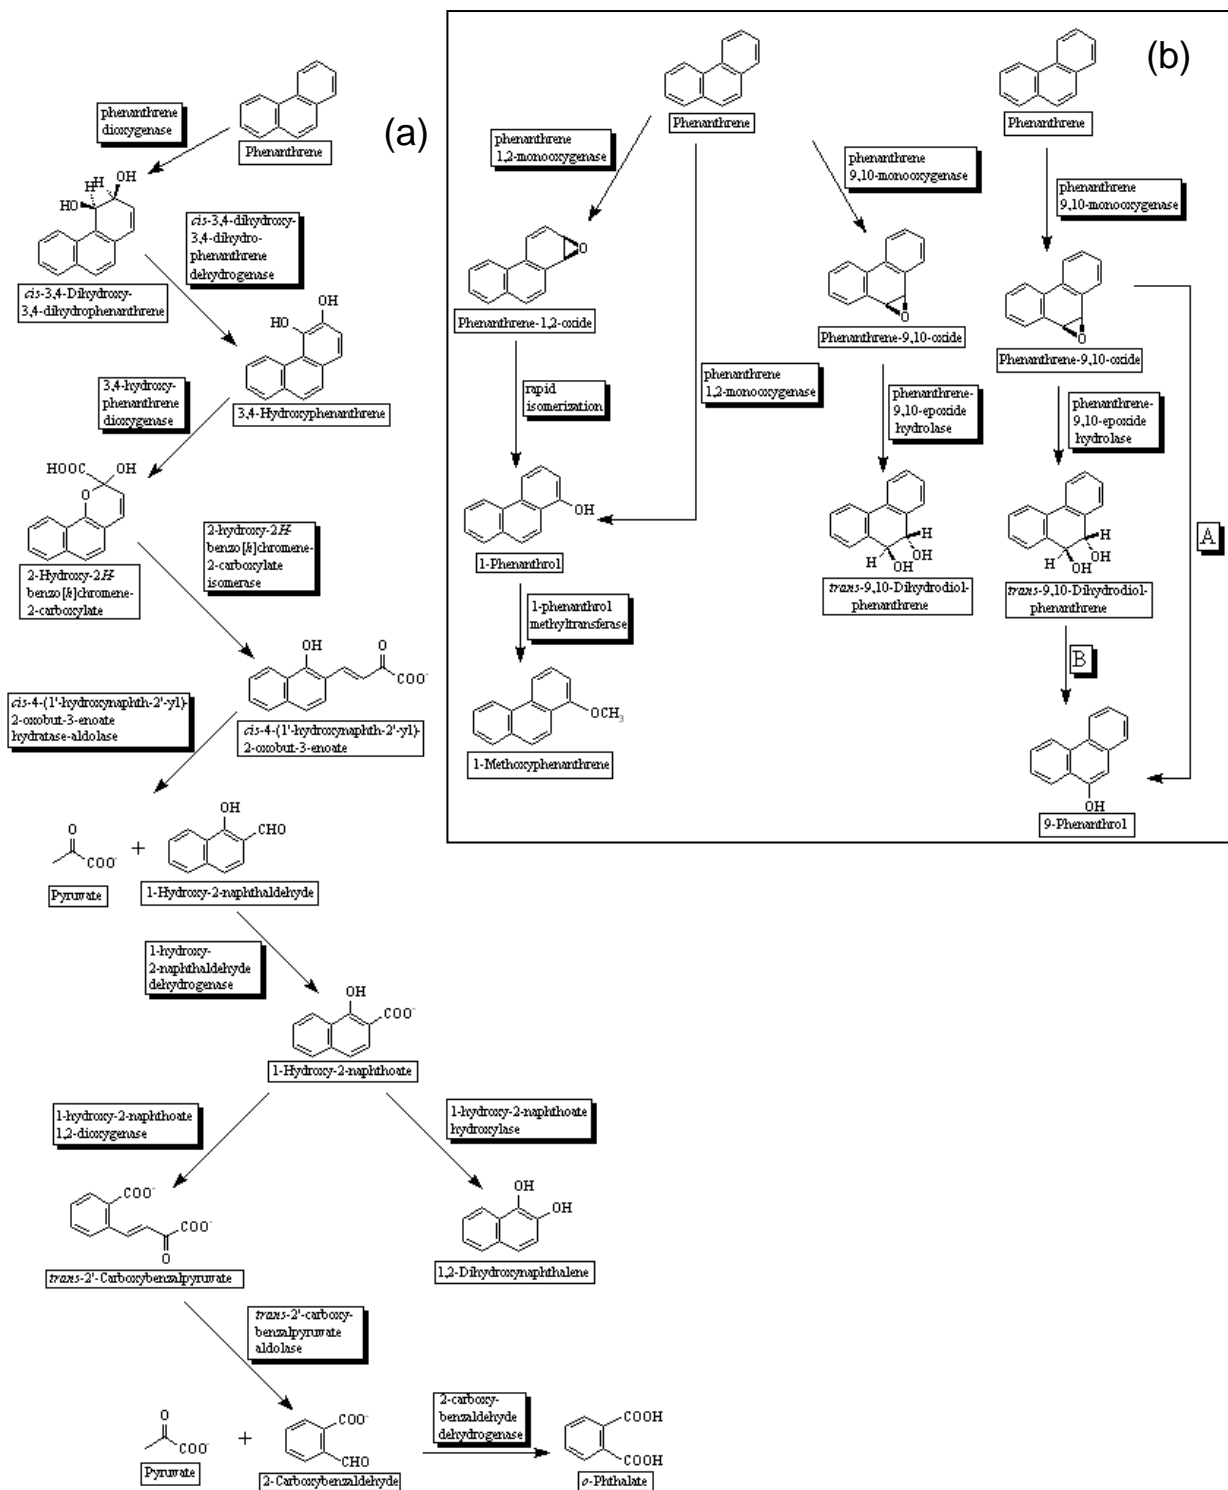 (a)
Phenanthrene
phenanthrene
dioxygenase
OH
H
H
HO
cis-3,4-Dihydroxy-
3,4-dihydrophenanthrene
cis-3,4-dihydroxy-
3,4-dihydro-
phenanthrene
dehydrogenase
OH
HO
3,4-Hydroxyphenanthrene
3,4-hydroxy-
phenanthrene
dioxygenase
HOOC
OH
O
2-Hydroxy-2H-
benzo[h]chromene-
2-carboxylate
2-hydroxy-2H-
benzo[h]chromene-
2-carboxylate
isomerase
OH
O
COO-
cis-4-(1'-hydroxynaphth-2'-yl)-
2-oxobut-3-enoate
cis-4-(1'-hydroxynaphth-2'-yl)-
2-oxobut-3-enoate
hydratase-aldolase
O
COO-
Pyruvate
+
OH
CHO
1-Hydroxy-2-naphthaldehyde
1-hydroxy-
2-naphthaldehyde
dehydrogenase
OH
COO-
1-Hydroxy-2-naphthoate
1-hydroxy-2-naphthoate
1,2-dioxygenase
1-hydroxy-2-naphthoate
hydroxylase
COO-
COO-
O
trans-2'-Carboxybenzalpyruvate
OH
OH
1,2-Dihydroxynaphthalene
trans-2'-carboxy-
benzalpyruvate
aldolase
O
COO-
Pyruvate
+
COO-
CHO
2-Carboxybenzaldehyde
2-carboxy-
benzaldehyde
dehydrogenase
COOH
COOH
o-Phthalate
(b)
Phenanthrene
phenanthrene
1,2-monooxygenase
O
Phenanthrene-1,2-oxide
rapid
isomerization
phenanthrene
1,2-monooxygenase
OH
1-Phenanthrol
1-phenanthrol
methyltransferase
OCH3
1-Methoxyphenanthrene
phenanthrene
9,10-monooxygenase
O
Phenanthrene-9,10-oxide
phenanthrene-
9,10-epoxide
hydrolase
H
H
OH
OH
trans-9,10-Dihydrodiol-
phenanthrene
Phenanthrene
phenanthrene
9,10-monooxygenase
O
Phenanthrene-9,10-oxide
phenanthrene-
9,10-epoxide
hydrolase
A
H
H
OH
OH
trans-9,10-Dihydrodiol-
phenanthrene
B
OH
9-Phenanthrol